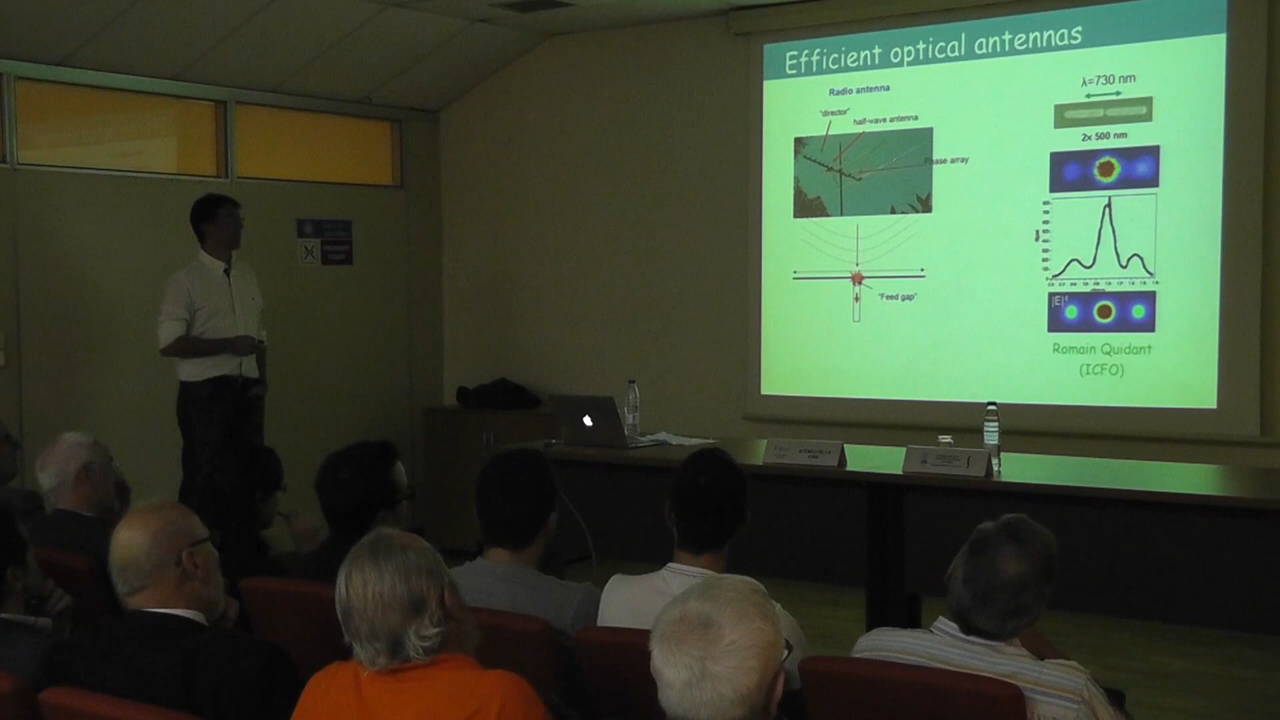 Efficient optical antennas
Radio antenna
"director"
half-wave antenna
Phase array
"Feed gap"
λ=730 nm
2x 500 nm
|E|⁴
Romain Quidant
(ICFO)